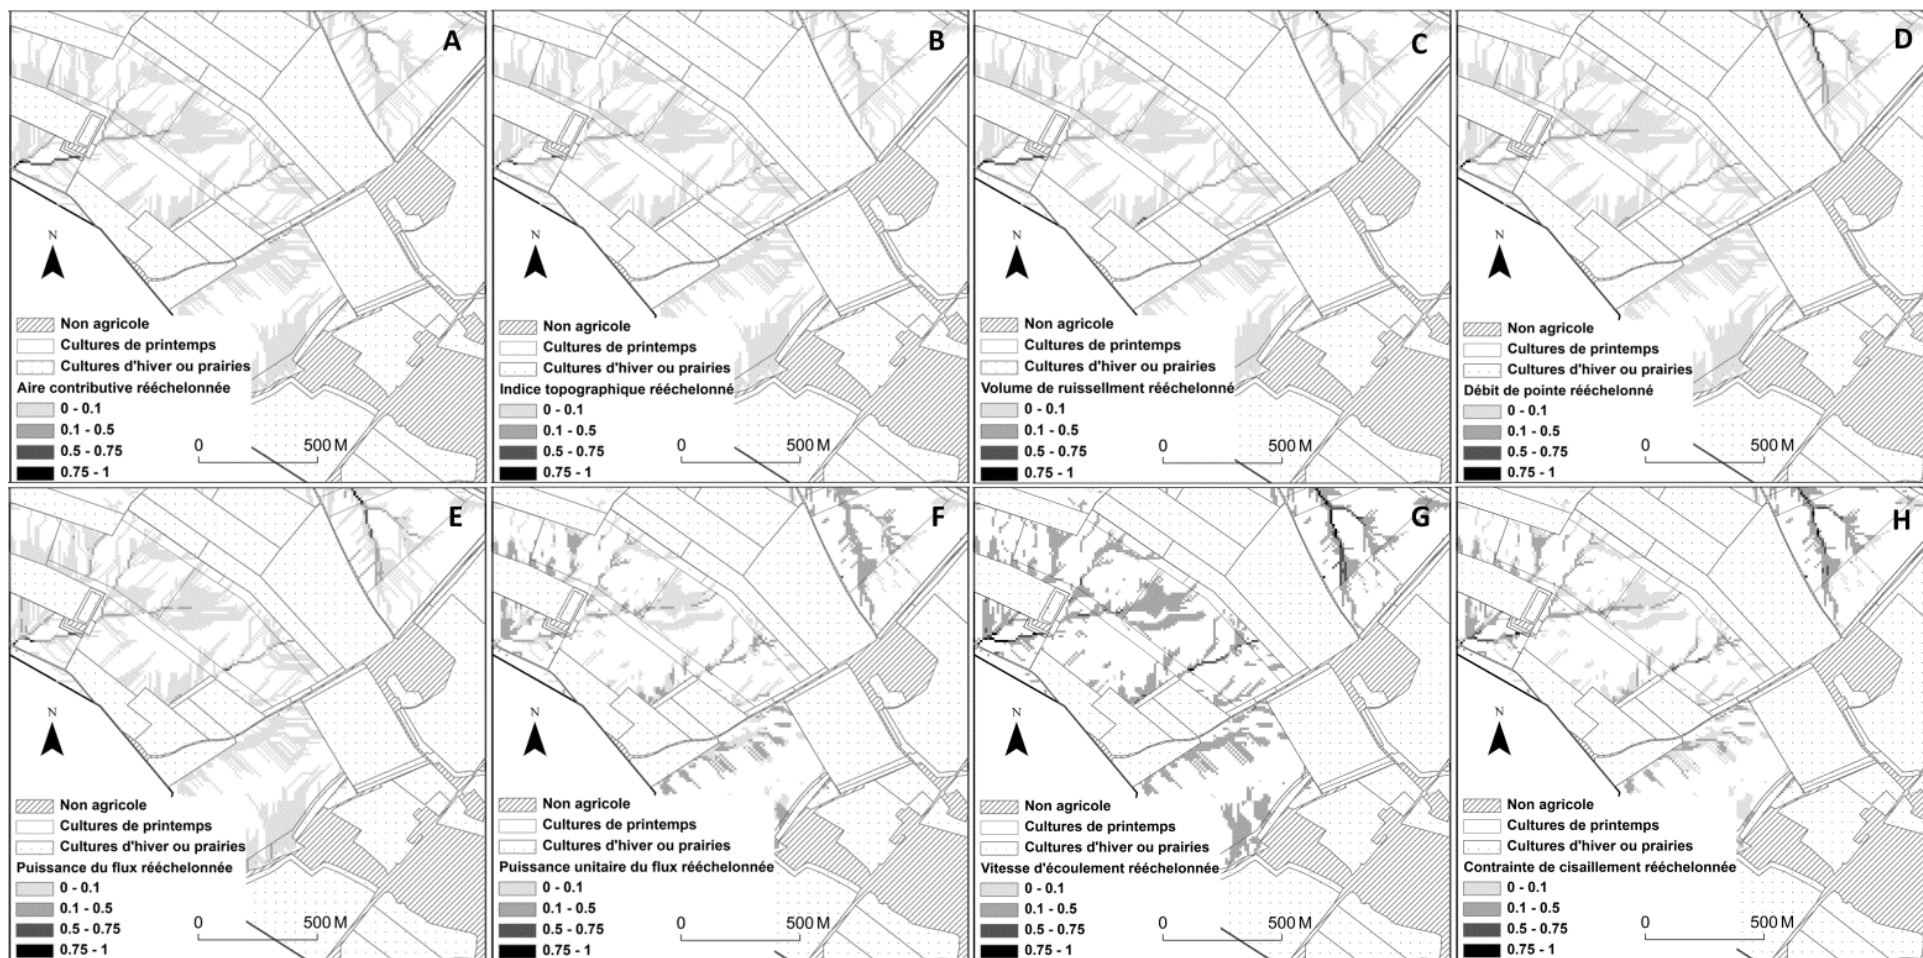 A
N
Non agricole
Cultures de printemps
Cultures d'hiver ou prairies
Aire contributive rééchelonnée
0 - 0.1
0.1 - 0.5
0.5 - 0.75
0.75 - 1
0 500 M
B
N
Non agricole
Cultures de printemps
Cultures d'hiver ou prairies
Indice topographique rééchelonné
0 - 0.1
0.1 - 0.5
0.5 - 0.75
0.75 - 1
0 500 M
C
N
Non agricole
Cultures de printemps
Cultures d'hiver ou prairies
Volume de ruissellment rééchelonné
0 - 0.1
0.1 - 0.5
0.5 - 0.75
0.75 - 1
0 500 M
D
N
Non agricole
Cultures de printemps
Cultures d'hiver ou prairies
Débit de pointe rééchelonné
0 - 0.1
0.1 - 0.5
0.5 - 0.75
0.75 - 1
0 500 M
E
N
Non agricole
Cultures de printemps
Cultures d'hiver ou prairies
Puissance du flux rééchelonnée
0 - 0.1
0.1 - 0.5
0.5 - 0.75
0.75 - 1
0 500 M
F
N
Non agricole
Cultures de printemps
Cultures d'hiver ou prairies
Puissance unitaire du flux rééchelonnée
0 - 0.1
0.1 - 0.5
0.5 - 0.75
0.75 - 1
0 500 M
G
N
Non agricole
Cultures de printemps
Cultures d'hiver ou prairies
Vitesse d'écoulement rééchelonnée
0 - 0.1
0.1 - 0.5
0.5 - 0.75
0.75 - 1
0 500 M
H
N
Non agricole
Cultures de printemps
Cultures d'hiver ou prairies
Contrainte de cisaillement rééchelonnée
0 - 0.1
0.1 - 0.5
0.5 - 0.75
0.75 - 1
0 500 M